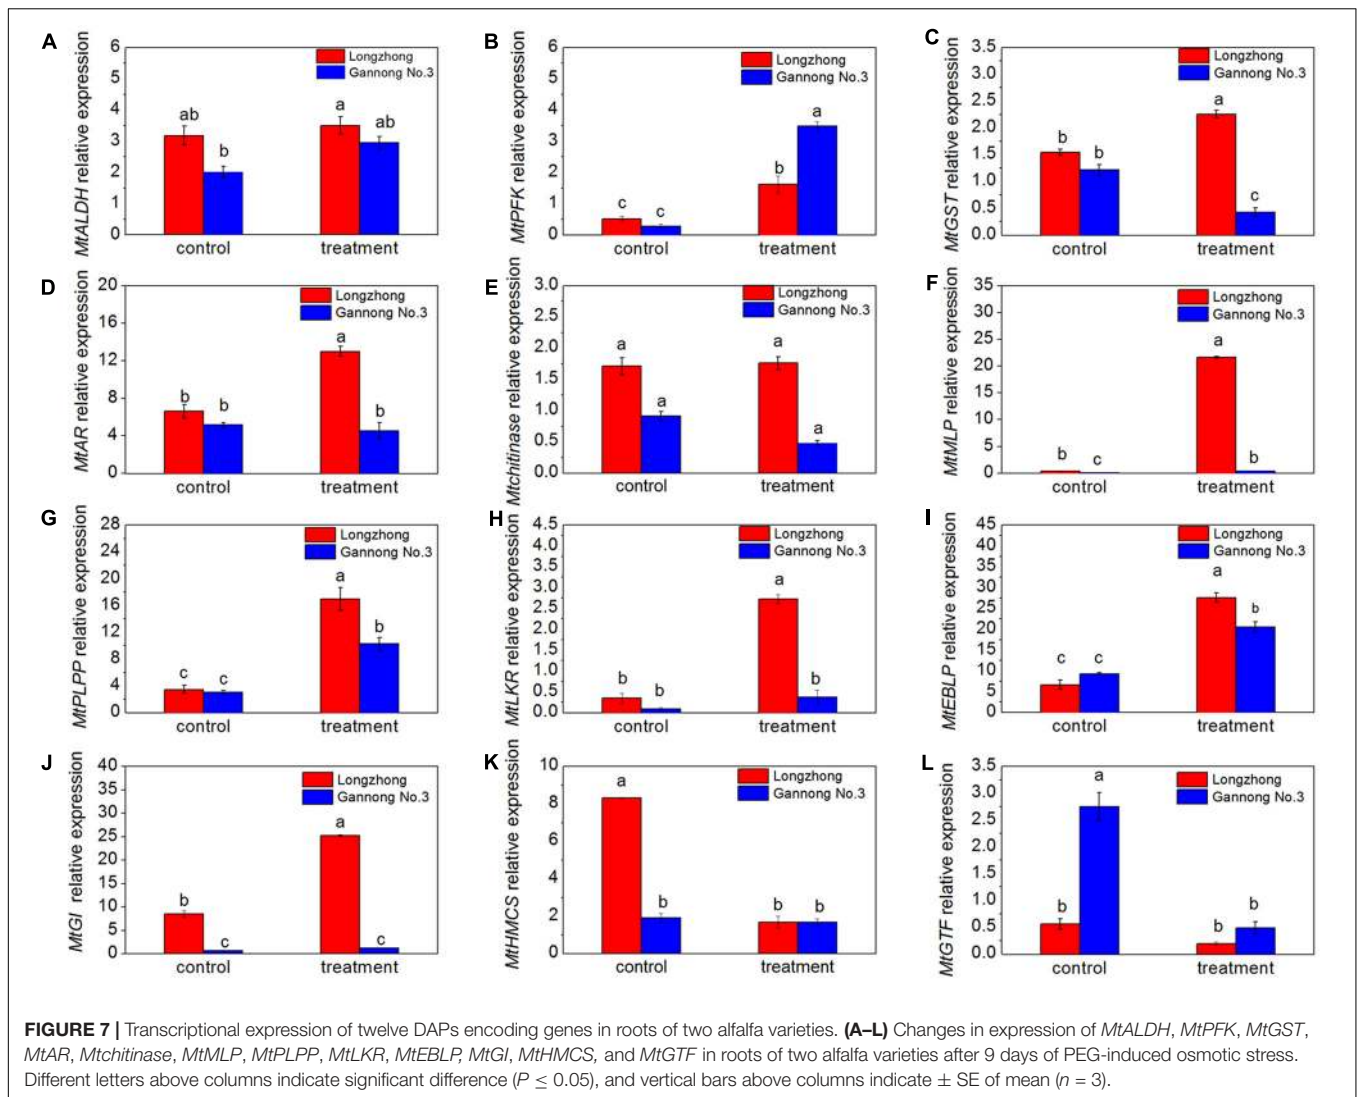 A
MtALDH relative expression
6
5
4
3
2
1
0
Longzhong
Gannong No.3
ab
b
a
ab
control
treatment
B
MtPFK relative expression
6
5
4
3
2
1
0
Longzhong
Gannong No.3
c
c
b
a
control
treatment
C
MtGST relative expression
3.5
3.0
2.5
2.0
1.5
1.0
0.5
0.0
Longzhong
Gannong No.3
b
b
a
c
control
treatment
D
MtAR relative expression
20
16
12
8
4
0
Longzhong
Gannong No.3
b
b
a
b
control
treatment
E
Mtchitinase relative expression
3.0
2.5
2.0
1.5
1.0
0.5
0.0
Longzhong
Gannong No.3
a
a
a
a
control
treatment
F
MtMLP relative expression
35
30
25
20
15
10
5
0
Longzhong
Gannong No.3
b
c
a
b
control
treatment
G
MtPLPP relative expression
28
24
20
16
12
8
4
0
Longzhong
Gannong No.3
c
c
a
b
control
treatment
H
MtLKR relative expression
4.5
4.0
3.5
3.0
2.5
2.0
1.5
1.0
0.5
0.0
Longzhong
Gannong No.3
b
b
a
b
control
treatment
I
MtEBLP relative expression
45
40
35
30
25
20
15
10
5
0
Longzhong
Gannong No.3
c
c
a
b
control
treatment
J
MtGI relative expression
40
35
30
25
20
15
10
5
0
Longzhong
Gannong No.3
b
c
a
c
control
treatment
K
MtHMCS relative expression
10
8
6
4
2
0
Longzhong
Gannong No.3
a
b
b
b
control
treatment
L
MtGTF relative expression
3.5
3.0
2.5
2.0
1.5
1.0
0.5
0.0
Longzhong
Gannong No.3
b
a
b
b
control
treatment
FIGURE 7 | Transcriptional expression of twelve DAPs encoding genes in roots of two alfalfa varieties. (A–L) Changes in expression of MtALDH, MtPFK, MtGST,
MtAR, Mtchitinase, MtMLP, MtPLPP, MtLKR, MtEBLP, MtGI, MtHMCS, and MtGTF in roots of two alfalfa varieties after 9 days of PEG-induced osmotic stress.
Different letters above columns indicate significant difference (P ≤ 0.05), and vertical bars above columns indicate ± SE of mean (n = 3).